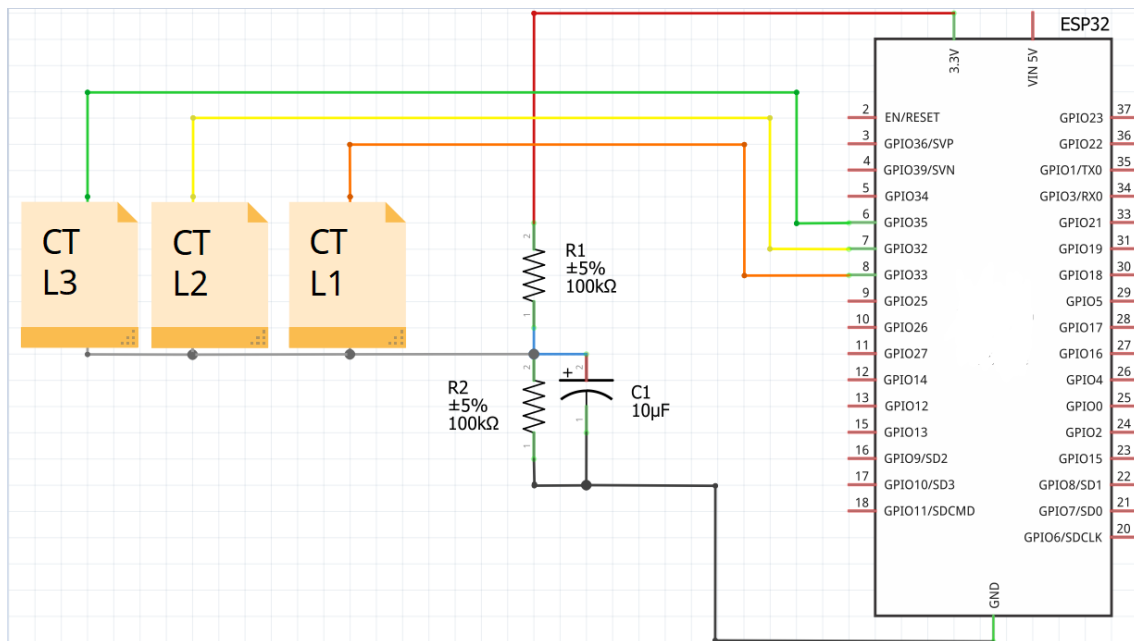 ESP32
3.3V
VIN 5V
2 EN/RESET
3 GPIO36/SVP
4 GPIO39/SVN
5 GPIO34
6 GPIO35
7 GPIO32
8 GPIO33
9 GPIO25
10 GPIO26
11 GPIO27
12 GPIO14
13 GPIO12
15 GPIO13
16 GPIO9/SD2
17 GPIO10/SD3
18 GPIO11/SDCMD
GPIO23 37
GPIO22 36
GPIO1/TX0 35
GPIO3/RX0 34
GPIO21 33
GPIO19 31
GPIO18 30
GPIO5 29
GPIO17 28
GPIO16 27
GPIO4 26
GPIO0 25
GPIO2 24
GPIO15 23
GPIO8/SD1 22
GPIO7/SD0 21
GPIO6/SDCLK 20
GND
CT
L3
CT
L2
CT
L1
2
R1
±5%
100kΩ
1
2
R2
±5%
100kΩ
1
+
2
C1
10µF
1